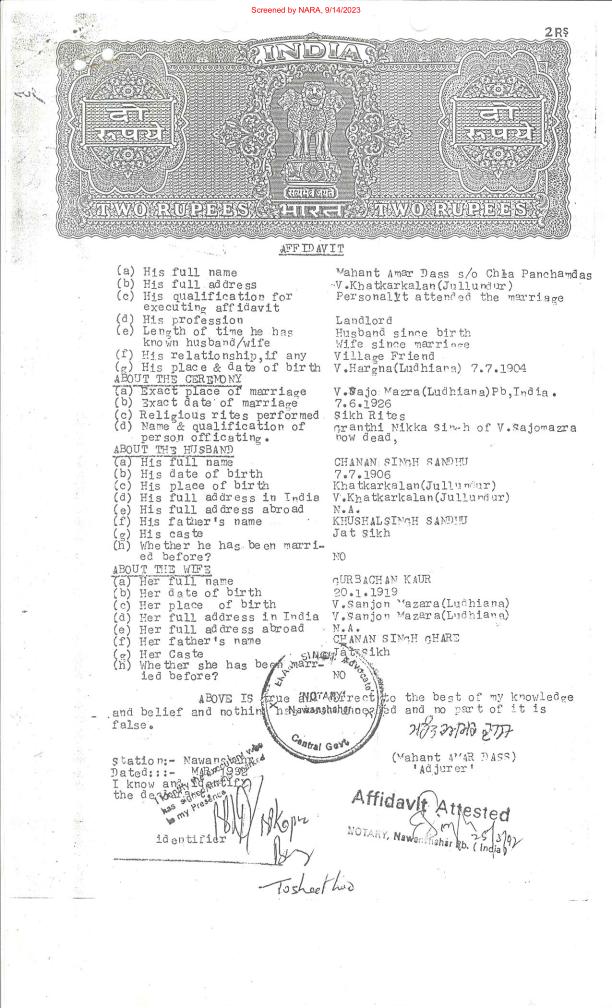 Screened by NARA, 9/14/2023
2RS
INDIA
दो
रुपये
दो
रुपये
सत्यमेव जयते
TWO RUPEES भारत TWO RUPEES
AFFIDAVIT
(a) His full name Mahant Amar Dass s/o Chla Panchamdas
(b) His full address V.Khatkarkalan(Jullundur)
(c) His qualification for Personalyt attended the marriage
executing affidavit
(d) His profession Landlord
(e) Length of time he has Husband since birth
known husband/wife Wife since marriage
(f) His relationship,if any Village Friend
(g) His place & date of birth V.Hargna(Ludhiana) 7.7.1904
ABOUT THE CEREMONY
(a) Exact place of marriage V.Sajo Mazra(Ludhiana)Pb,India.
(b) Exact date of marriage 7.6.1926
(c) Religious rites performed Sikh Rites
(d) Name & qualification of Granthi Nikka Singh of V.Sajomazra
person officating. now dead,
ABOUT THE HUSBAND
(a) His full name CHANAN SINGH SANDHU
(b) His date of birth 7.7.1906
(c) His place of birth Khatkarkalan(Jullundur)
(d) His full address in India V.Khatkarkalan(Jullundur)
(e) His full address abroad N.A.
(f) His father's name KHUSHALSINGH SANDHU
(g) His caste Jat Sikh
(h) Whether he has been marri-
ed before? NO
ABOUT THE WIFE
(a) Her full name GURBACHAN KAUR
(b) Her date of birth 20.1.1919
(c) Her place of birth V.Sanjon Mazara(Ludhiana)
(d) Her full address in India V.Sanjon Mazara(Ludhiana)
(e) Her full address abroad N.A.
(f) Her father's name CHANAN SINGH GHARE
(g) Her Caste Jat Sikh
(h) Whether she has been marr-
ied before? NO
SINGH Advocate
NOTARY
Nawanshahr
Central Govt
ABOVE IS true and correct to the best of my knowledge
and belief and nothing has been concealed and no part of it is
false.
Station:- Nawanshahr (Mahant AMAR DASS)
Dated:::- MAR 1992 'Adjurer'
I know and identify
the
has signed
in my Presence
identifier
Affidavit Attested
NOTARY, Nawanshahar Pb. (India)
25/3/92